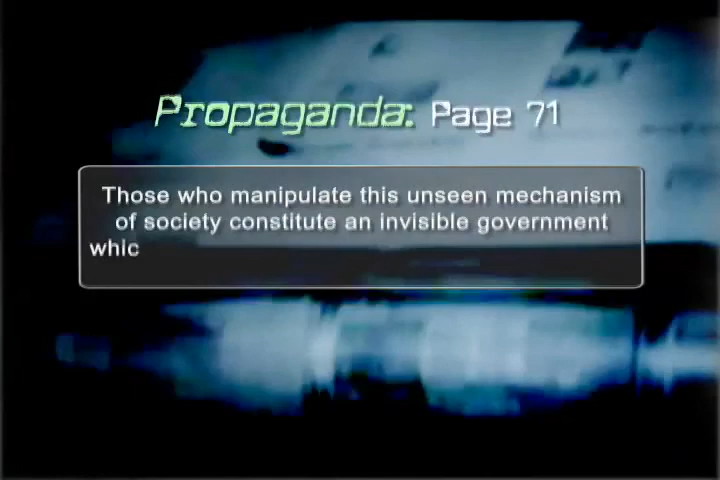 Propaganda: Page 71
Those who manipulate this unseen mechanism
of society constitute an invisible government
whic